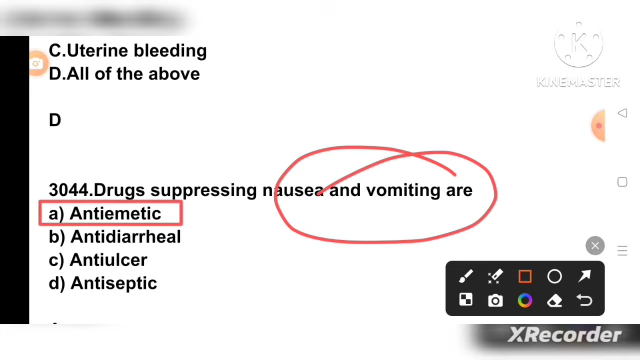 C.Uterine bleeding
D.All of the above
D
3044.Drugs suppressing nausea and vomiting are
a) Antiemetic
b) Antidiarrheal
c) Antiulcer
d) Antiseptic
KINEMASTER
XRecorder